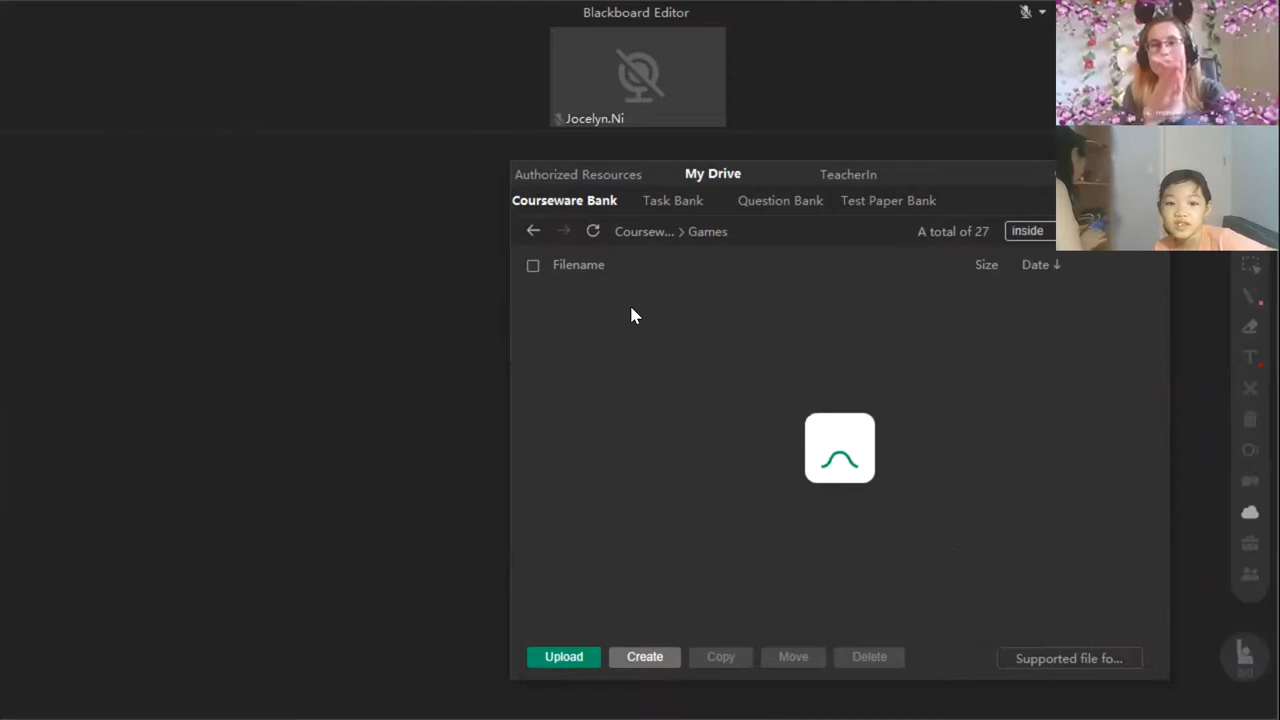 Blackboard Editor
Jocelyn.Ni
Authorized Resources My Drive TeacherIn
Courseware Bank Task Bank Question Bank Test Paper Bank
Coursew... > Games A total of 27 inside
Filename Size Date ↓
Upload Create Copy Move Delete Supported file fo...